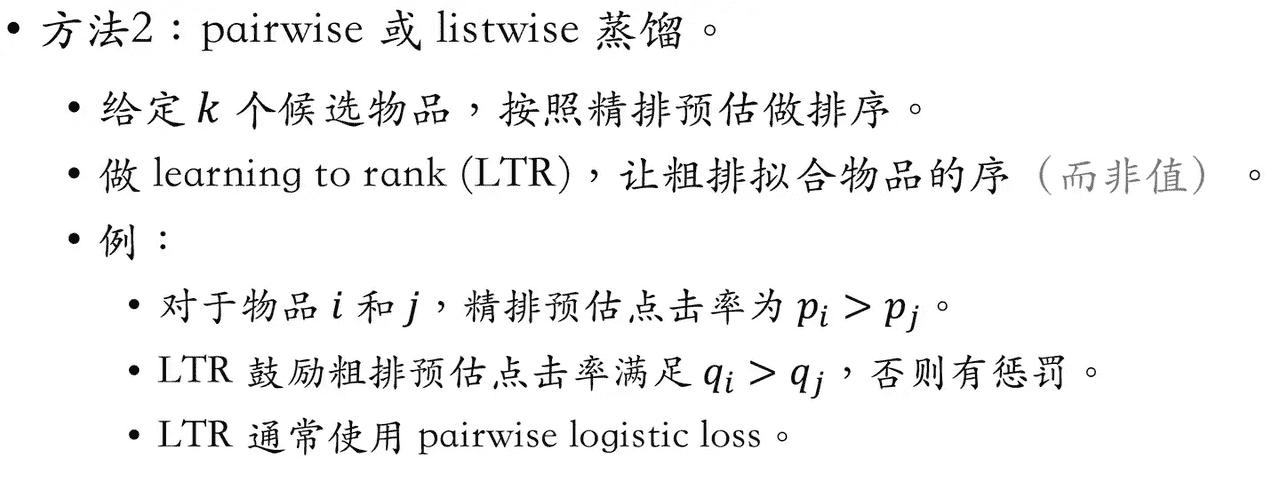 • 方法2：pairwise 或 listwise 蒸馏。
• 给定 k 个候选物品，按照精排预估做排序。
• 做 learning to rank (LTR)，让粗排拟合物品的序（而非值）。
• 例：
• 对于物品 i 和 j，精排预估点击率为 pᵢ > pⱼ。
• LTR 鼓励粗排预估点击率满足 qᵢ > qⱼ，否则有惩罚。
• LTR 通常使用 pairwise logistic loss。